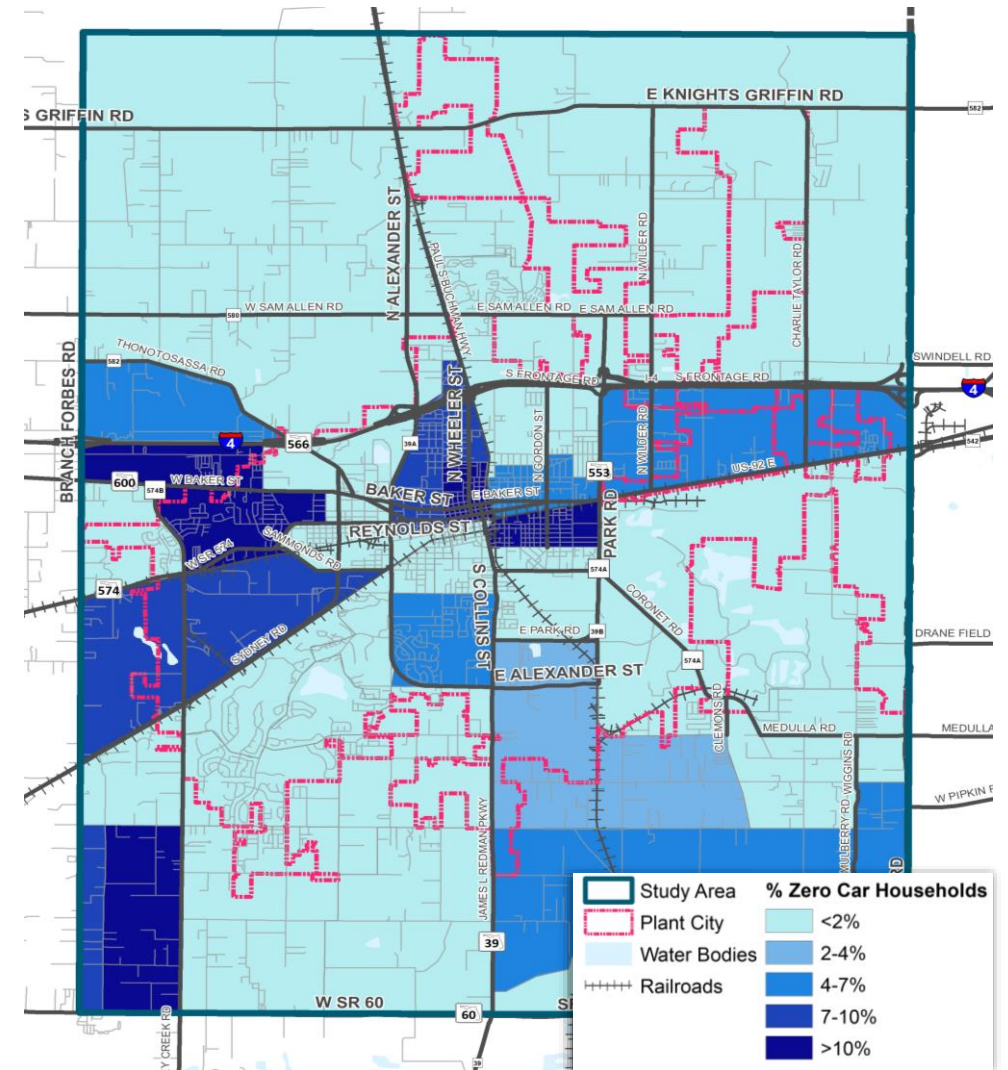 E KNIGHTS GRIFFIN RD
582
S GRIFFIN RD
N ALEXANDER ST
PAUL S BUCHMAN HWY
N WILDER RD
CHARLIE TAYLOR RD
W SAM ALLEN RD
580
E SAM ALLEN RD
E SAM ALLEN RD
BRANCH FORBES RD
THONOTOSASSA RD
582
SWINDELL RD
S FRONTAGE RD
I-4
S FRONTAGE RD
4
N WHEELER ST
N GORDON ST
N WILDER RD
4
566
39A
542
US-92 E
553
600
574B
W BAKER ST
BAKER ST
E BAKER ST
REYNOLDS ST
PARK RD
SAMMONDS RD
W SR 574
574
574A
S COLLINS ST
CORONET RD
SYDNEY RD
E PARK RD
39B
DRANE FIELD
574A
E ALEXANDER ST
CLEMONS RD
MEDULLA RD
MEDULLA
MULBERRY RD-WIGGINS RD
W PIPKIN R
JAMES L REDMAN PKWY
RD
39
W SR 60
60
S
Y CREEK RD
39
Study Area
Plant City
Water Bodies
Railroads
% Zero Car Households
<2%
2-4%
4-7%
7-10%
>10%